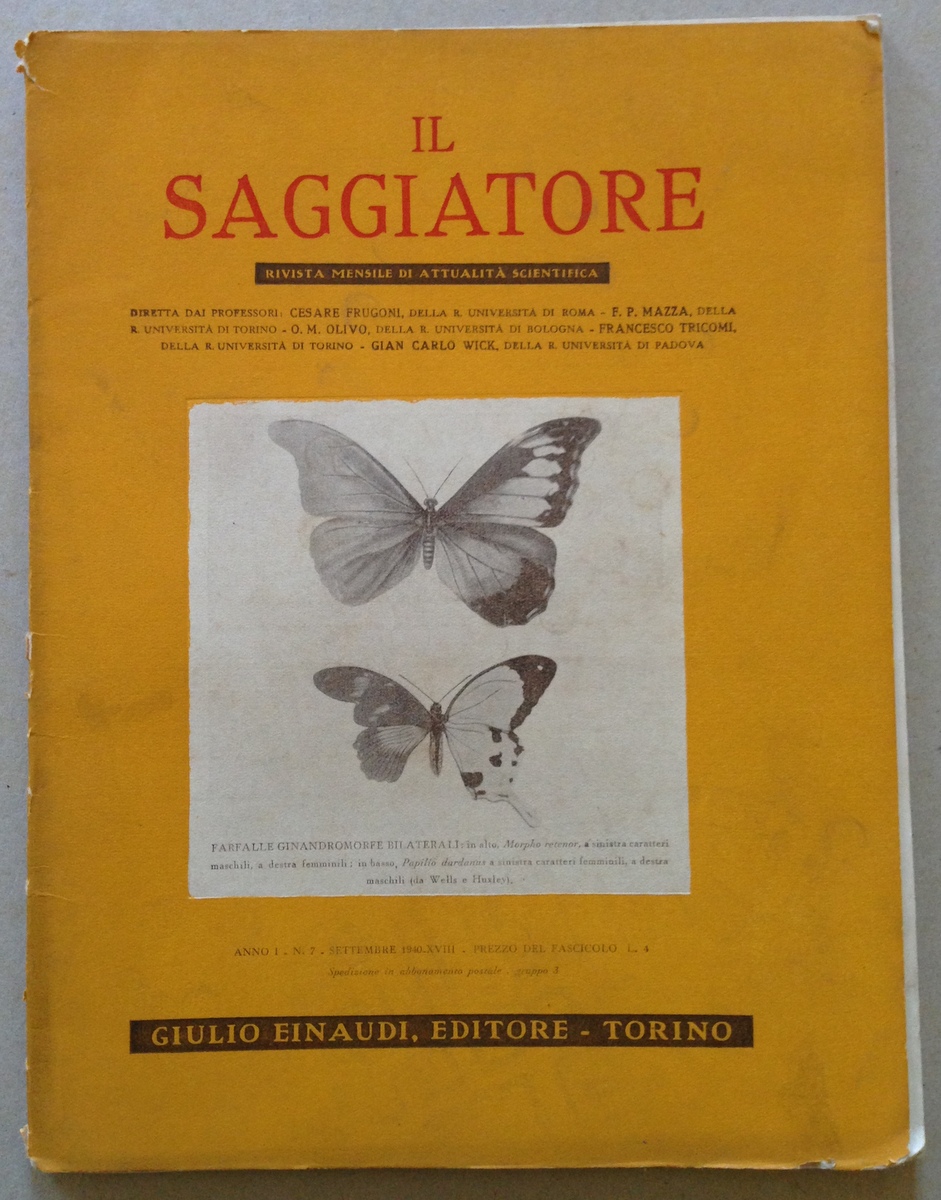 IL
SAGGIATORE
RIVISTA MENSILE DI ATTUALITÀ SCIENTIFICA
DIRETTA DAI PROFESSORI: CESARE FRUGONI, DELLA R. UNIVERSITÀ DI ROMA - F. P. MAZZA, DELLA
R. UNIVERSITÀ DI TORINO - O. M. OLIVO, DELLA R. UNIVERSITÀ DI BOLOGNA - FRANCESCO TRICOMI,
DELLA R. UNIVERSITÀ DI TORINO - GIAN CARLO WICK, DELLA R. UNIVERSITÀ DI PADOVA
FARFALLE GINANDROMORFE BILATERALI: in alto, Morpho retenor, a sinistra caratteri
maschili, a destra femminili; in basso, Papilio dardanus a sinistra caratteri femminili, a destra
maschili (da Wells e Huxley).
ANNO I - N. 7 - SETTEMBRE 1940-XVIII - PREZZO DEL FASCICOLO L. 4
Spedizione in abbonamento postale - gruppo 3
GIULIO EINAUDI, EDITORE - TORINO